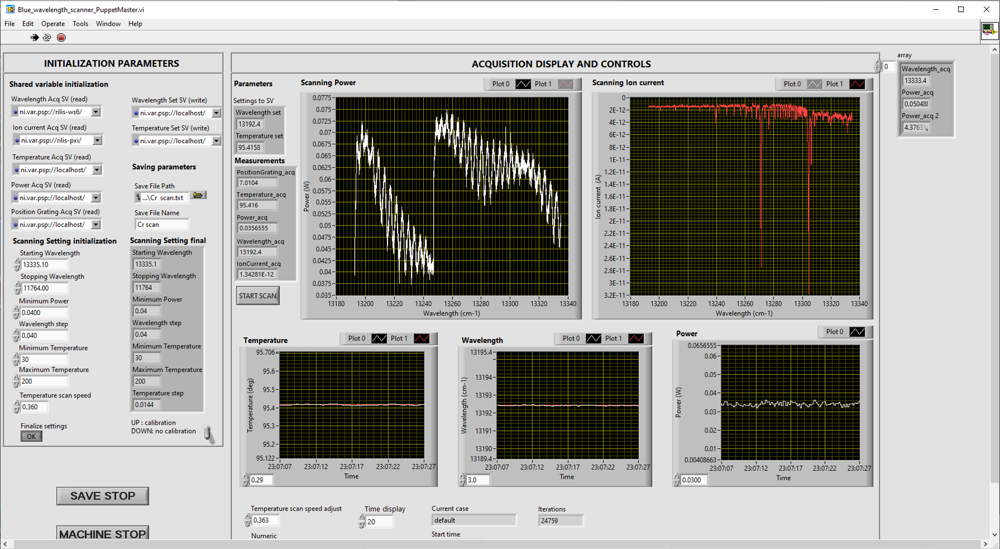 Blue_wavelength_scanner_PuppetMaster.vi
File Edit Operate Tools Window Help
INITIALIZATION PARAMETERS
Shared variable initialization
Wavelength Acq SV (read)
ni.var.psp://rilis-ws6/
Wavelength Set SV (write)
ni.var.psp://localhost/
Ion current Acq SV (read)
ni.var.psp://rilis-pxi/
Temperature Set SV (write)
ni.var.psp://localhost/
Temperature Acq SV (read)
ni.var.psp://localhost/
Power Acq SV (read)
ni.var.psp://localhost/
Position Grating Acq SV (read)
ni.var.psp://localhost/
Saving parameters
Save File Path
...\Cr scan.txt
Save File Name
Cr scan
Scanning Setting initialization
Starting Wavelength
13335.10
Stopping Wavelength
11764.00
Minimum Power
0.0400
Wavelength step
0.040
Minimum Temperature
30
Maximum Temperature
200
Temperature scan speed
0.360
Finalize settings
OK
Scanning Setting final
Starting Wavelength
13335.1
Stopping Wavelength
11764
Minimum Power
0.04
Wavelength step
0.04
Minimum Temperature
30
Maximum Temperature
200
Temperature step
0.0144
UP : calibration
DOWN: no calibration
SAVE STOP
MACHINE STOP
ACQUISITION DISPLAY AND CONTROLS
Parameters
Settings to SV
Wavelength set
13192.4
Temperature set
95.4158
Measurements
PositionGrating_acq
7.0104
Temperature_acq
95.416
Power_acq
0.0356555
Wavelength_acq
13192.4
IonCurrent_acq
1.34281E-12
START SCAN
Scanning Power
Plot 0 Plot 1
0.0775
0.075
0.0725
0.07
0.0675
0.065
0.0625
0.06
0.0575
0.055
0.0525
0.05
0.0475
0.045
0.0425
0.04
0.0375
0.035
Power (W)
13180 13200 13220 13240 13260 13280 13300 13320 13340
Wavelength (cm-1)
Scanning Ion current
Plot 0 Plot 1
0
2E-12
4E-12
6E-12
8E-12
1E-11
1.2E-11
1.4E-11
1.6E-11
1.8E-11
2E-11
2.2E-11
2.4E-11
2.6E-11
2.8E-11
3E-11
3.2E-11
Ion current (A)
13180 13200 13220 13240 13260 13280 13300 13320 13340
Wavelength (cm-1)
Temperature
Plot 0 Plot 1
95.706
95.6
95.5
95.4
95.3
95.2
95.122
Temperature (deg)
23:07:07 23:07:12 23:07:17 23:07:22 23:07:27
Time
0.29
Wavelength
Plot 0 Plot 1
13195.4
13194
13193
13192
13191
13190
13189.4
Wavelength (cm-1)
23:07:07 23:07:12 23:07:17 23:07:22 23:07:27
Time
3.0
Power
Plot 0
0.0656555
0.06
0.05
0.04
0.03
0.02
0.01
0.00408663
Power (W)
23:07:07 23:07:12 23:07:17 23:07:22 23:07:27
Time
0.0300
Temperature scan speed adjust
0.363
Time display
20
Current case
default
Iterations
24759
Numeric
Start time
array
0
Wavelength_acq
13333.4
Power_acq
0.050488
Power_acq 2
4.3763